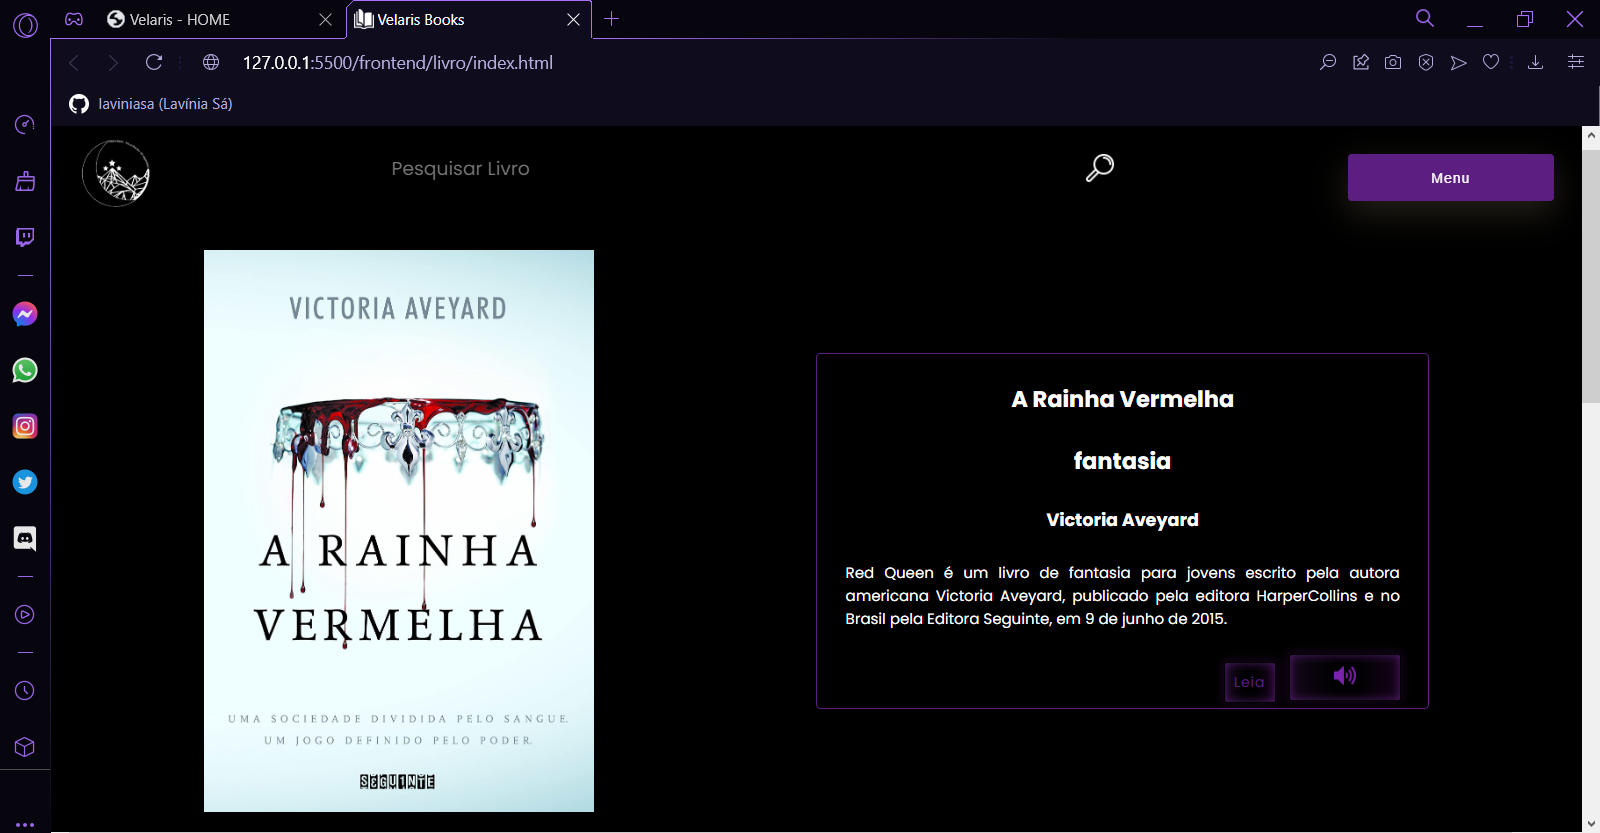 Velaris - HOME
Velaris Books
127.0.0.1:5500/frontend/livro/index.html
laviniasa (Lavínia Sá)
Pesquisar Livro
Menu
VICTORIA AVEYARD
A RAINHA
VERMELHA
UMA SOCIEDADE DIVIDIDA PELO SANGUE.
UM JOGO DEFINIDO PELO PODER.
SEGUINTE
A Rainha Vermelha
fantasia
Victoria Aveyard
Red Queen é um livro de fantasia para jovens escrito pela autora
americana Victoria Aveyard, publicado pela editora HarperCollins e no
Brasil pela Editora Seguinte, em 9 de junho de 2015.
Leia